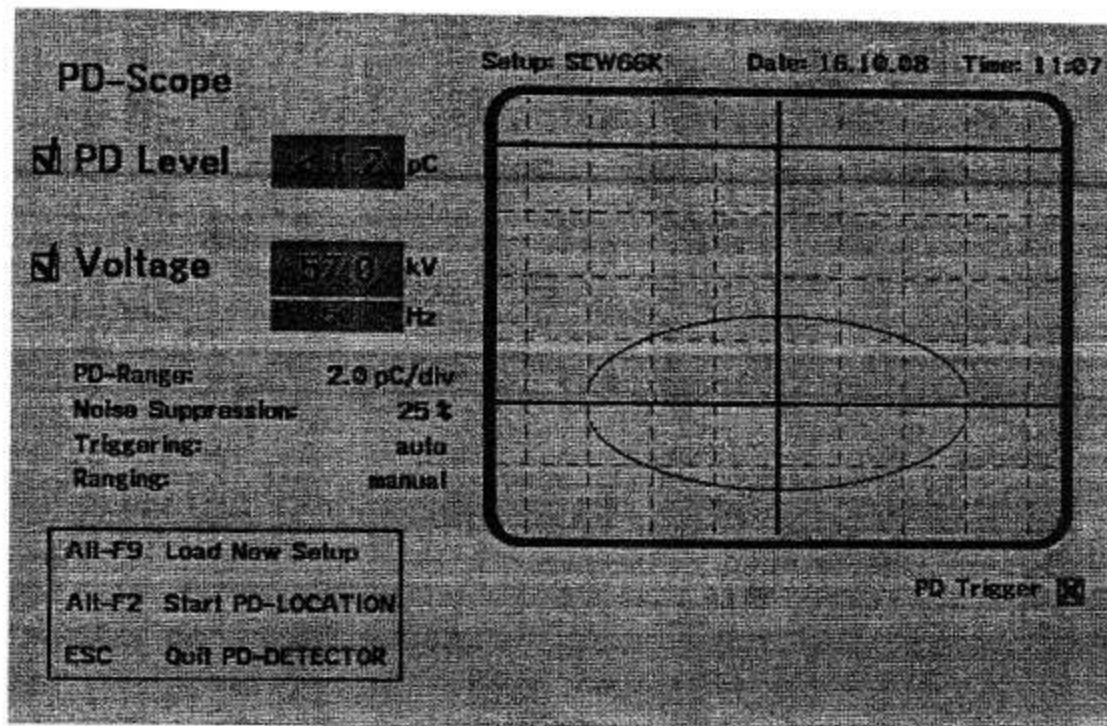 PD-Scope
Setup: SEW66K Date: 16.10.08 Time: 11:07
PD Level pC
Voltage 57.0 kV
Hz
PD-Range: 2.0 pC/div
Noise Suppression: 25 %
Triggering: auto
Ranging: manual
Alt-F9 Load New Setup
Alt-F2 Start PD-LOCATION
ESC Quit PD-DETECTOR
PD Trigger